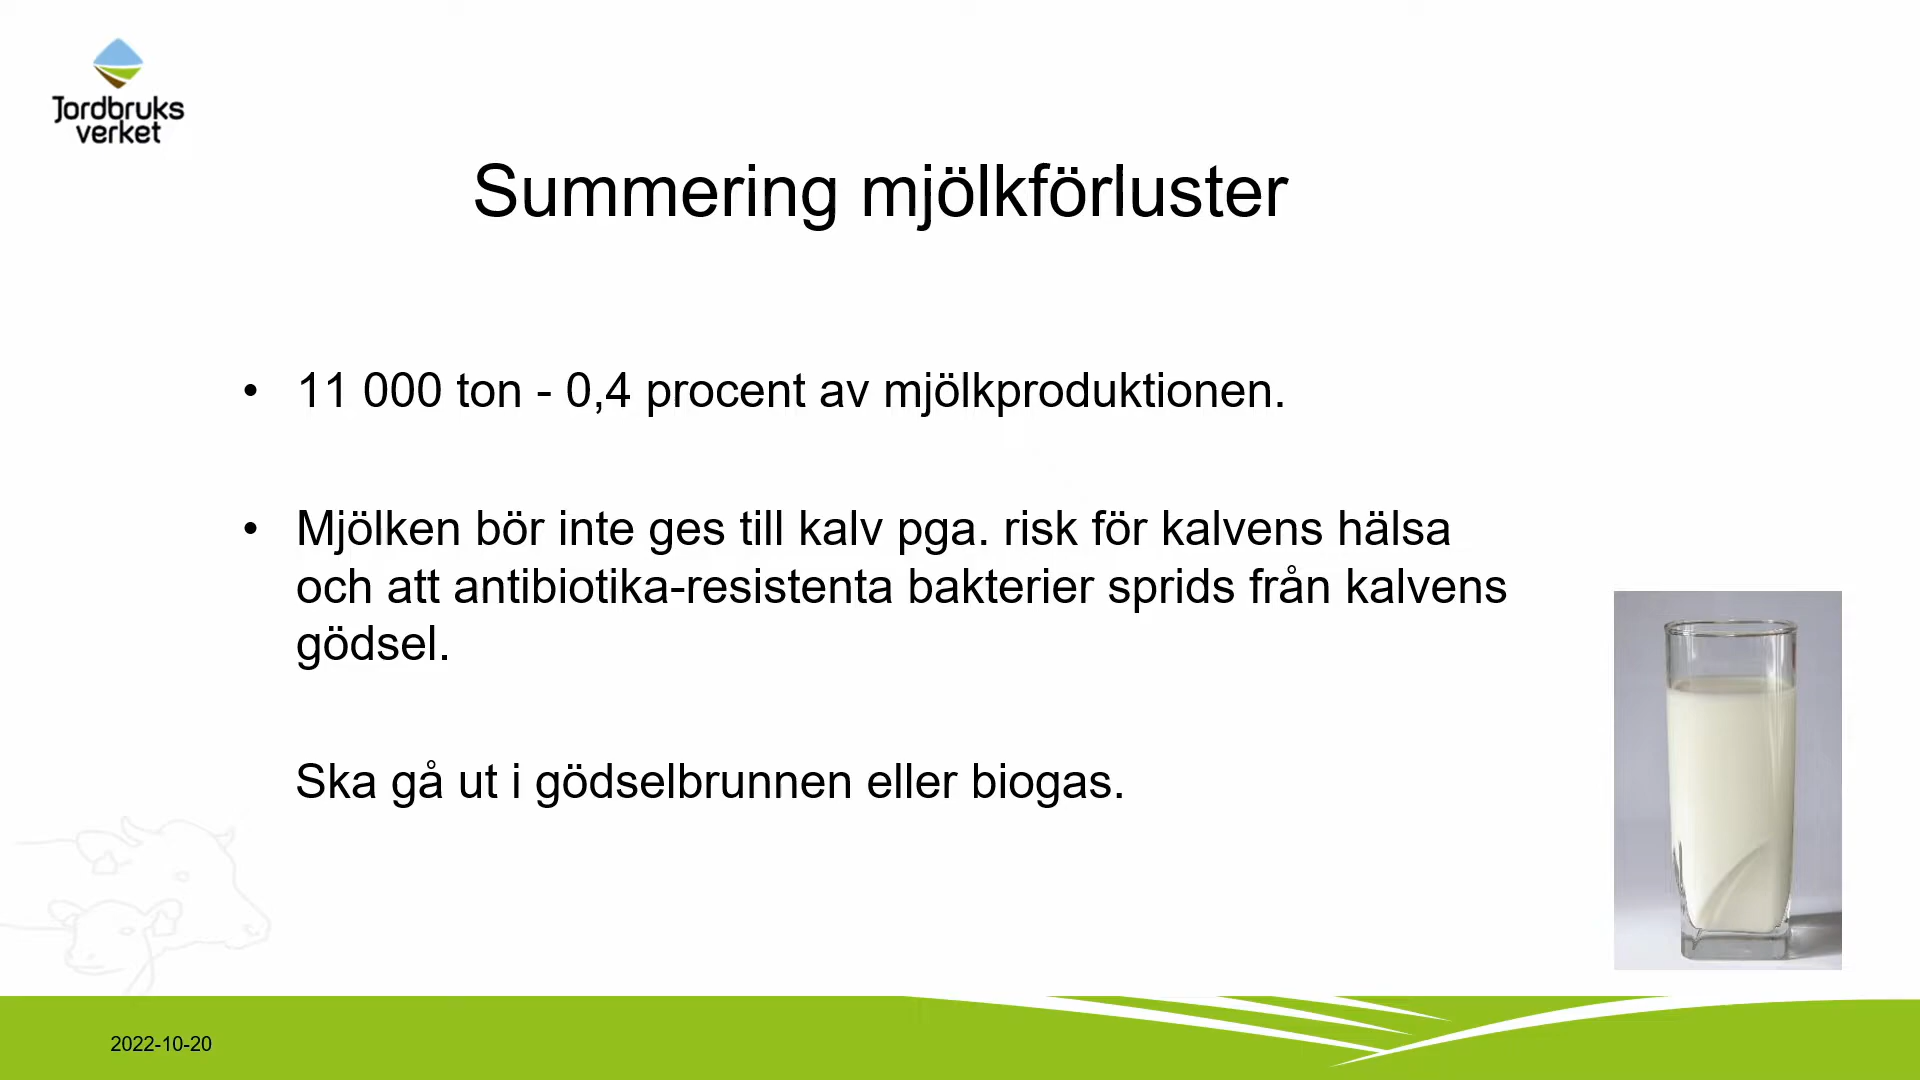 Jordbruks
verket
Summering mjölkförluster
• 11 000 ton - 0,4 procent av mjölkproduktionen.
• Mjölken bör inte ges till kalv pga. risk för kalvens hälsa
och att antibiotika-resistenta bakterier sprids från kalvens
gödsel.
Ska gå ut i gödselbrunnen eller biogas.
2022-10-20